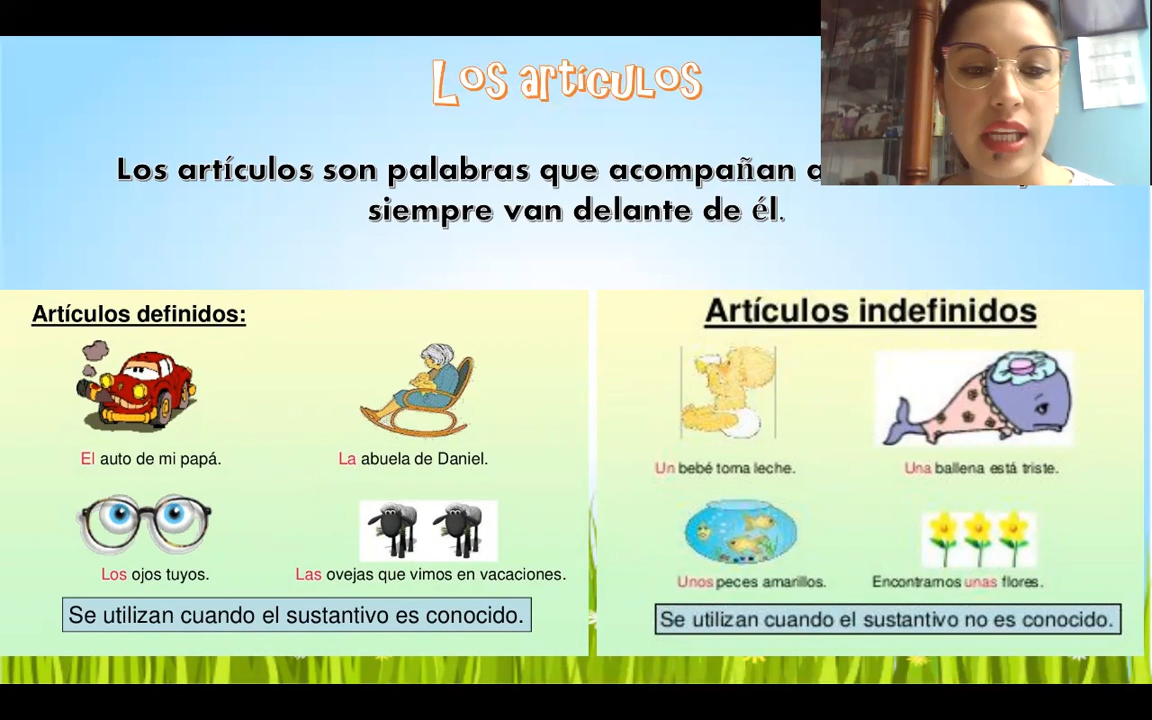 Los artículos
Los artículos son palabras que acompañan
siempre van delante de él.
Artículos definidos:
El auto de mi papá.
La abuela de Daniel.
Los ojos tuyos.
Las ovejas que vimos en vacaciones.
Se utilizan cuando el sustantivo es conocido.
Artículos indefinidos
Un bebé toma leche.
Una ballena está triste.
Unos peces amarillos.
Encontramos unas flores.
Se utilizan cuando el sustantivo no es conocido.